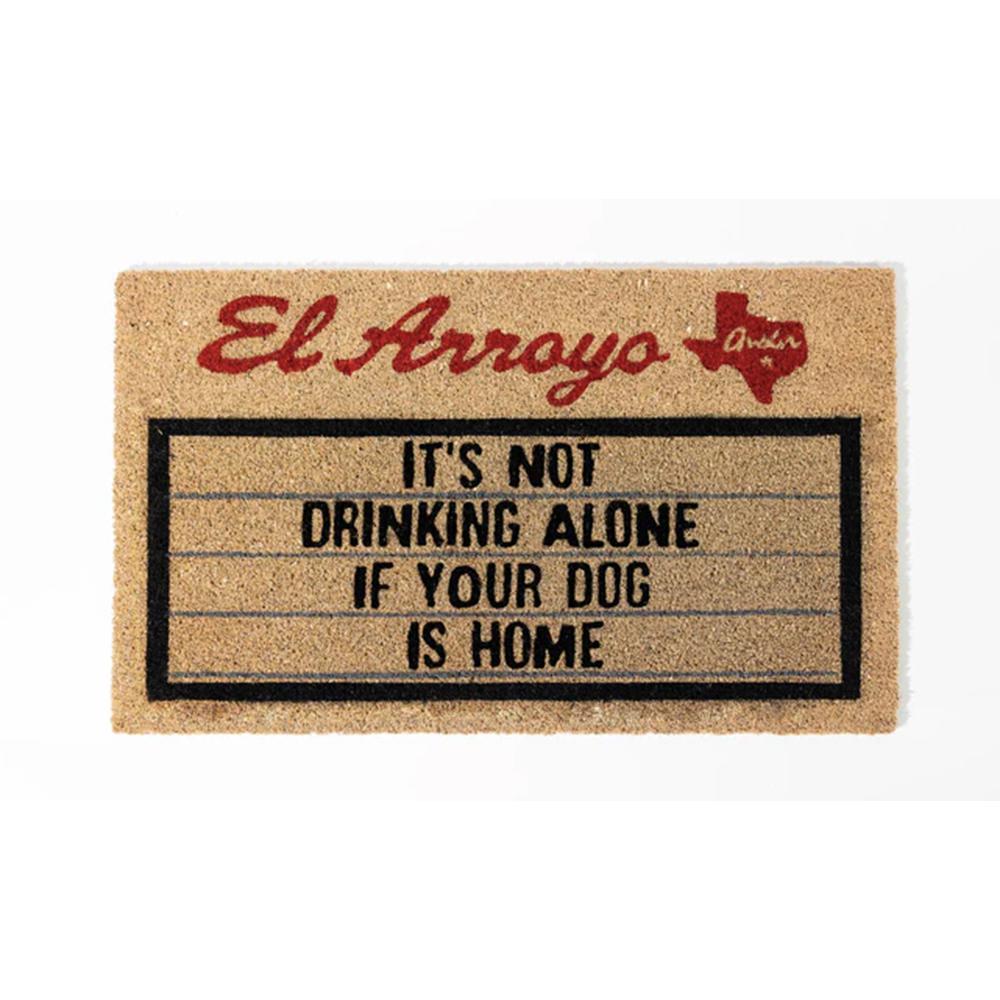 El Arroyo
Austin
IT'S NOT
DRINKING ALONE
IF YOUR DOG
IS HOME